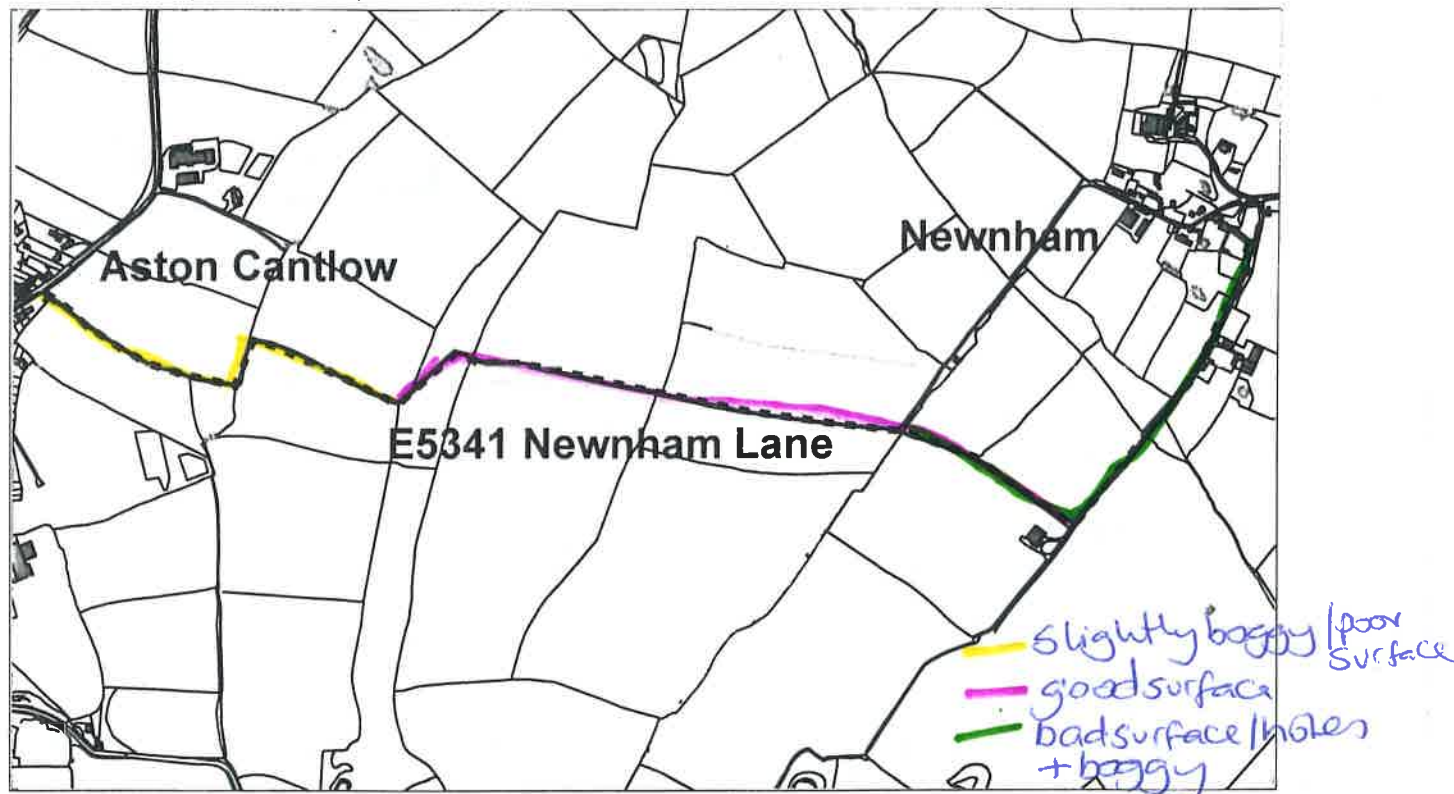 Newnham
Aston Cantlow
E5341 Newnham Lane
slightly boggy / poor
surface
good surface
bad surface / holes
+ boggy